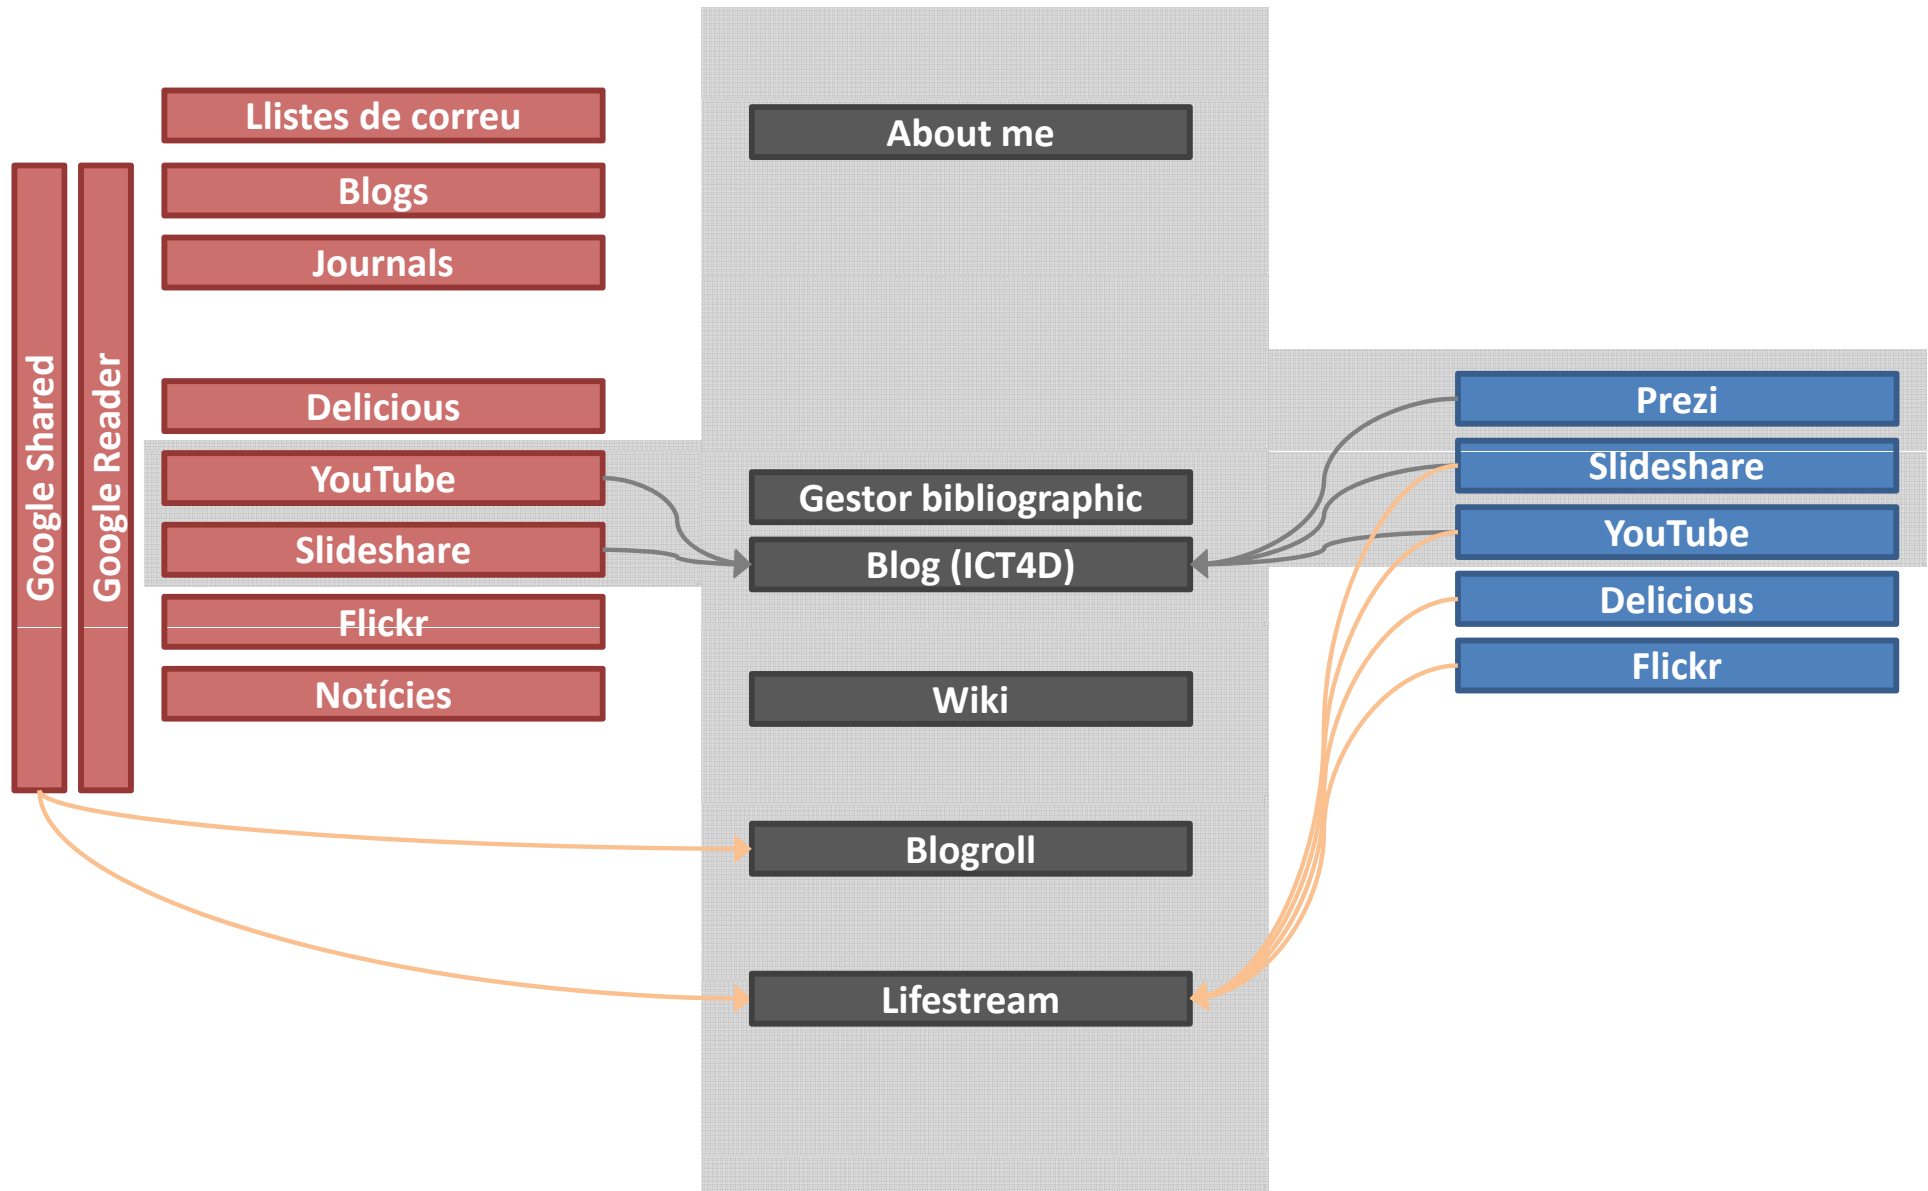 Google Shared
Google Reader
Llistes de correu
Blogs
Journals
Delicious
YouTube
Slideshare
Flickr
Notícies
About me
Gestor bibliographic
Blog (ICT4D)
Wiki
Blogroll
Lifestream
Prezi
Slideshare
YouTube
Delicious
Flickr